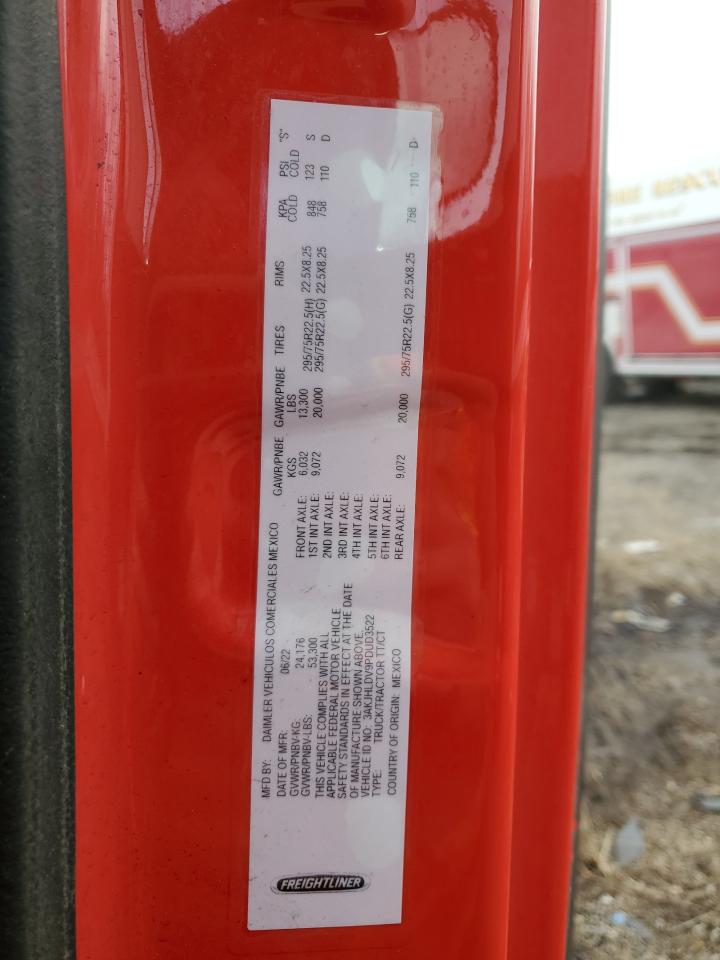 MFD BY: DAIMLER VEHICULOS COMERCIALES MEXICO
DATE OF MFR: 06/22
GVWR/PNBV-KG: 24,176
GVWR/PNBV-LBS: 53,300
THIS VEHICLE COMPLIES WITH ALL
APPLICABLE FEDERAL MOTOR VEHICLE
SAFETY STANDARDS IN EFFECT AT THE DATE
OF MANUFACTURE SHOWN ABOVE.
VEHICLE ID NO: 3AKJHLDV9PDUD3522
TYPE: TRUCK/TRACTOR TT/CT
COUNTRY OF ORIGIN: MEXICO
GAWR/PNBE GAWR/PNBE TIRES RIMS KPA PSI "S"
KGS LBS COLD COLD
FRONT AXLE: 6,032 13,300 295/75R22.5(H) 22.5X8.25 848 123 S
1ST INT AXLE: 9,072 20,000 295/75R22.5(G) 22.5X8.25 758 110 D
2ND INT AXLE:
3RD INT AXLE:
4TH INT AXLE:
5TH INT AXLE:
6TH INT AXLE:
REAR AXLE: 9,072 20,000 295/75R22.5(G) 22.5X8.25 758 110 D
FREIGHTLINER